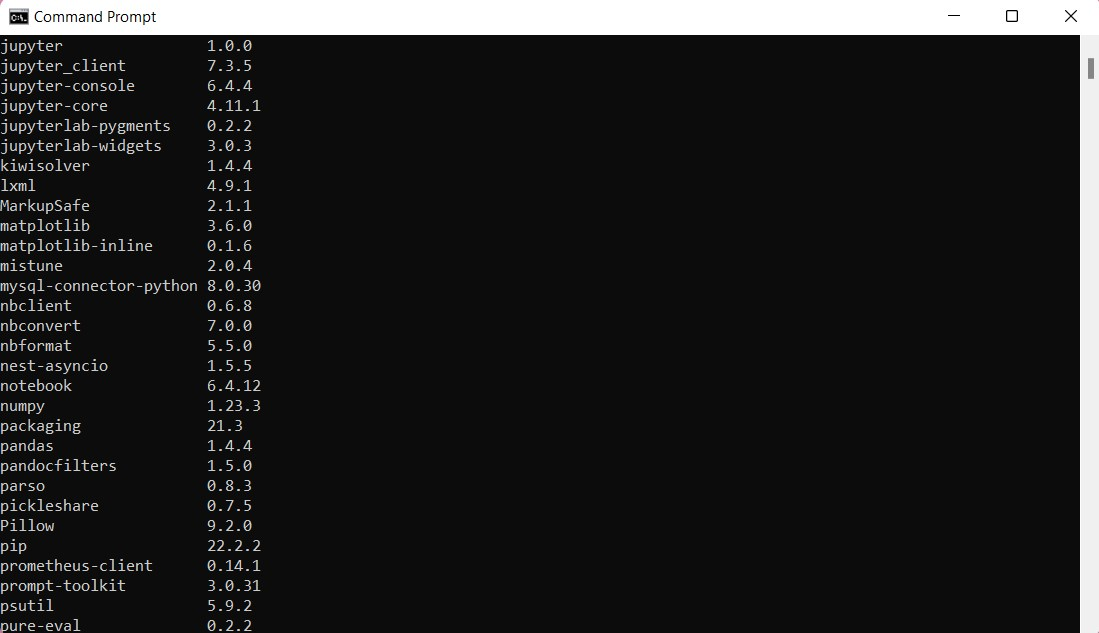 Command Prompt
jupyter 1.0.0
jupyter_client 7.3.5
jupyter-console 6.4.4
jupyter-core 4.11.1
jupyterlab-pygments 0.2.2
jupyterlab-widgets 3.0.3
kiwisolver 1.4.4
lxml 4.9.1
MarkupSafe 2.1.1
matplotlib 3.6.0
matplotlib-inline 0.1.6
mistune 2.0.4
mysql-connector-python 8.0.30
nbclient 0.6.8
nbconvert 7.0.0
nbformat 5.5.0
nest-asyncio 1.5.5
notebook 6.4.12
numpy 1.23.3
packaging 21.3
pandas 1.4.4
pandocfilters 1.5.0
parso 0.8.3
pickleshare 0.7.5
Pillow 9.2.0
pip 22.2.2
prometheus-client 0.14.1
prompt-toolkit 3.0.31
psutil 5.9.2
pure-eval 0.2.2